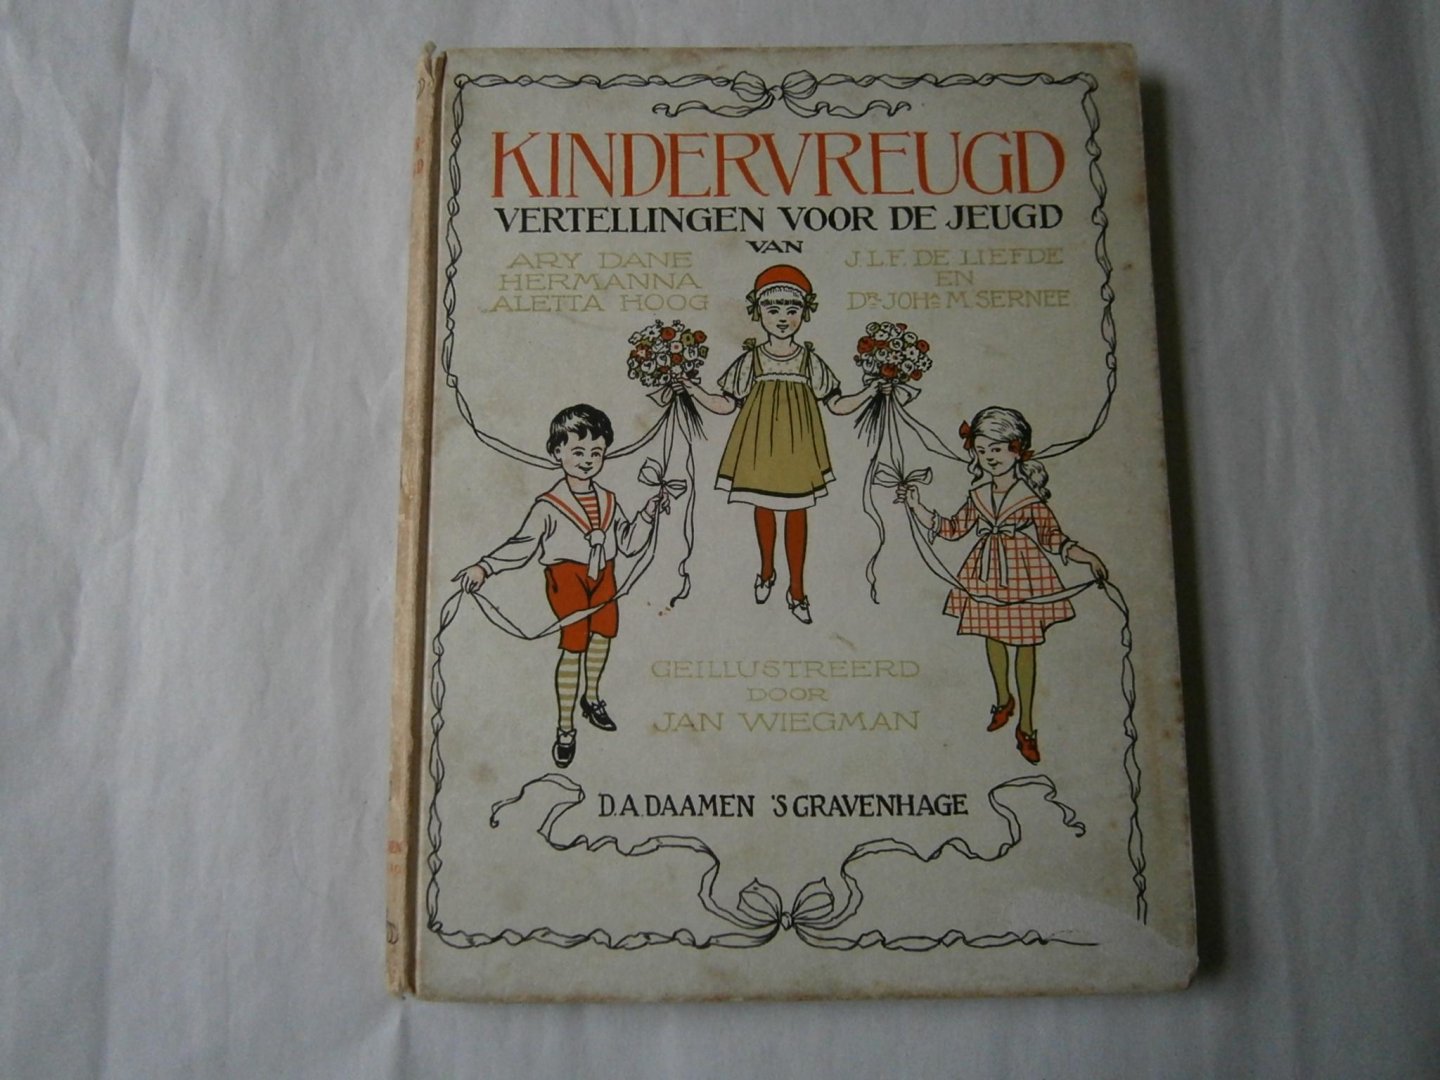 KINDERVREUGD
VERTELLINGEN VOOR DE JEUGD
VAN
ARY DANE
HERMANNA
ALETTA HOOG
J.L.F. DE LIEFDE
EN
DR. JOHA. M. SERNEE
GEILLUSTREERD
DOOR
JAN WIEGMAN
D.A. DAAMEN 'S GRAVENHAGE